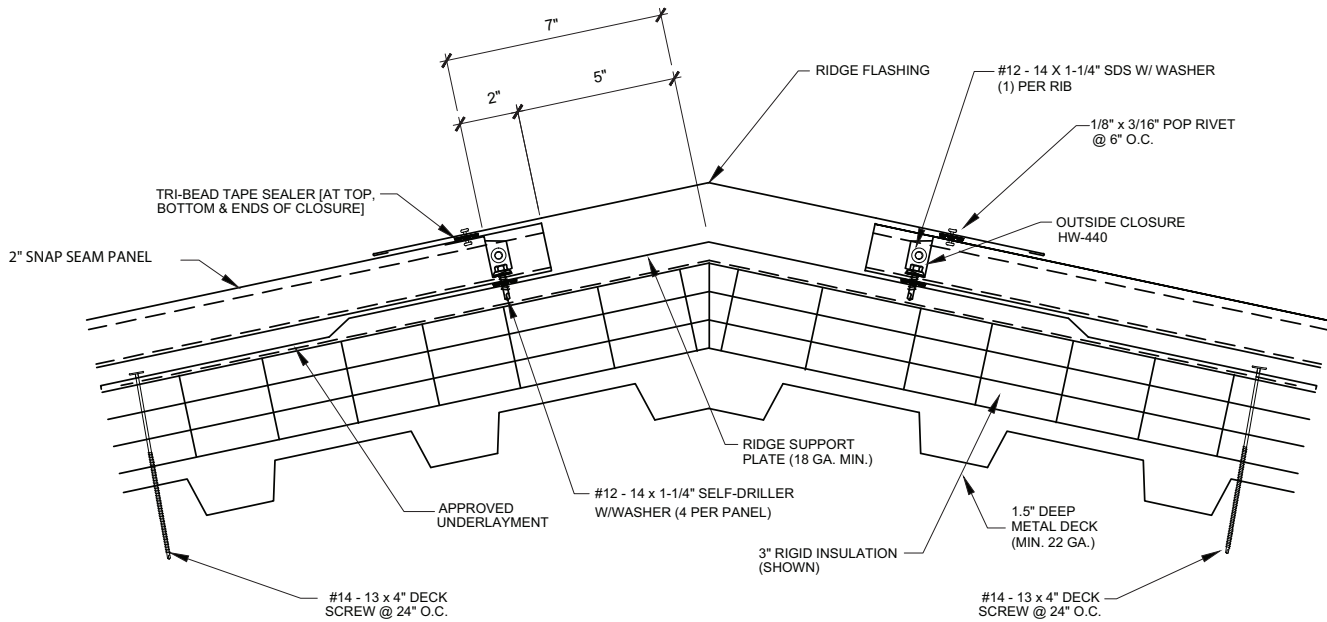 7"
5"
2"
RIDGE FLASHING
#12 - 14 X 1-1/4" SDS W/ WASHER
(1) PER RIB
1/8" x 3/16" POP RIVET
@ 6" O.C.
TRI-BEAD TAPE SEALER [AT TOP,
BOTTOM & ENDS OF CLOSURE]
OUTSIDE CLOSURE
HW-440
2" SNAP SEAM PANEL
RIDGE SUPPORT
PLATE (18 GA. MIN.)
#12 - 14 x 1-1/4" SELF-DRILLER
W/WASHER (4 PER PANEL)
APPROVED
UNDERLAYMENT
1.5" DEEP
METAL DECK
(MIN. 22 GA.)
3" RIGID INSULATION
(SHOWN)
#14 - 13 x 4" DECK
SCREW @ 24" O.C.
#14 - 13 x 4" DECK
SCREW @ 24" O.C.